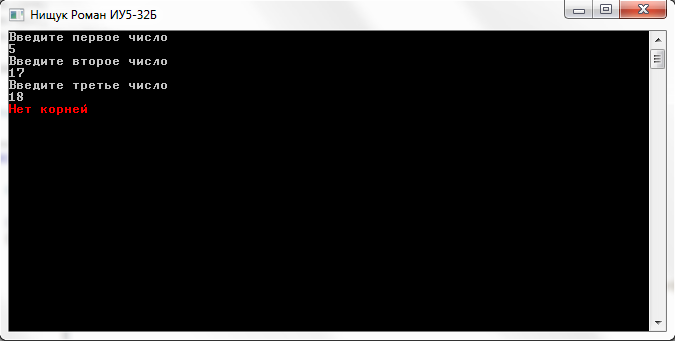 Нищук Роман ИУ5-32Б
Введите первое число
5
Введите второе число
17
Введите третье число
18
Нет корней